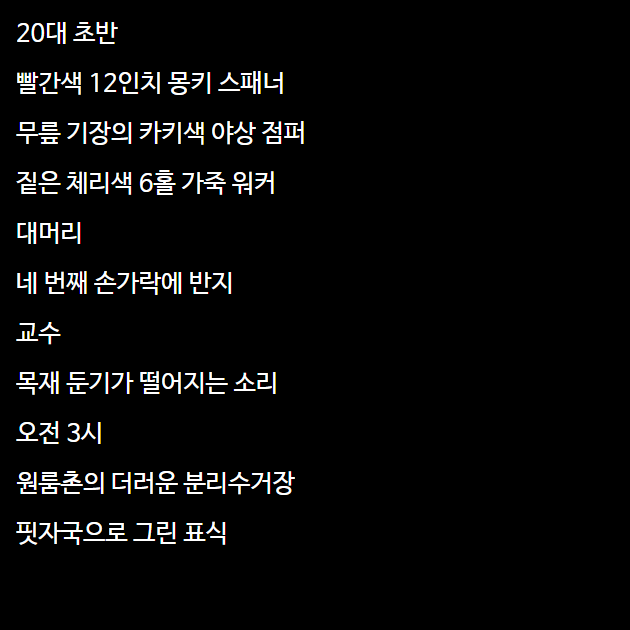 20대 초반
빨간색 12인치 몽키 스패너
무릎 기장의 카키색 야상 점퍼
짙은 체리색 6홀 가죽 워커
대머리
네 번째 손가락에 반지
교수
목재 둔기가 떨어지는 소리
오전 3시
원룸촌의 더러운 분리수거장
핏자국으로 그린 표식